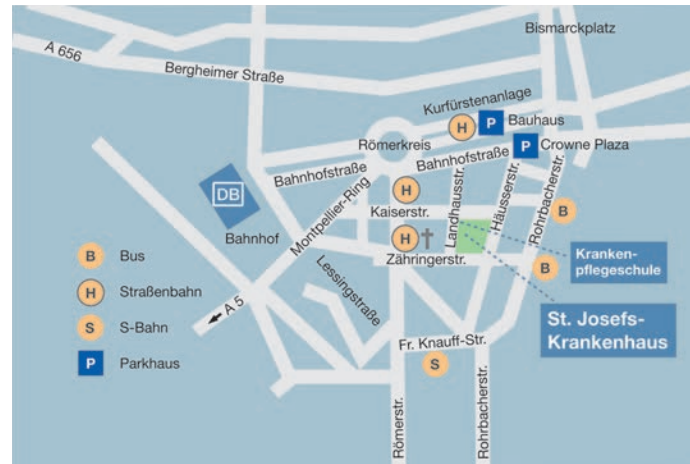 Bismarckplatz
A 656
Bergheimer Straße
Kurfürstenanlage
H
P
Bauhaus
Römerkreis
P
Crowne Plaza
Bahnhofstraße
Bahnhofstraße
DB
Bahnhof
Montpellier-Ring
H
Kaiserstr.
Landhausstr.
Häusserstr.
Rohrbacherstr.
B
H
Zähringerstr.
B
Kranken-
pflegeschule
St. Josefs-
Krankenhaus
Lessingstraße
A 5
Fr. Knauff-Str.
S
Römerstr.
Rohrbacherstr.
B
Bus
H
Straßenbahn
S
S-Bahn
P
Parkhaus